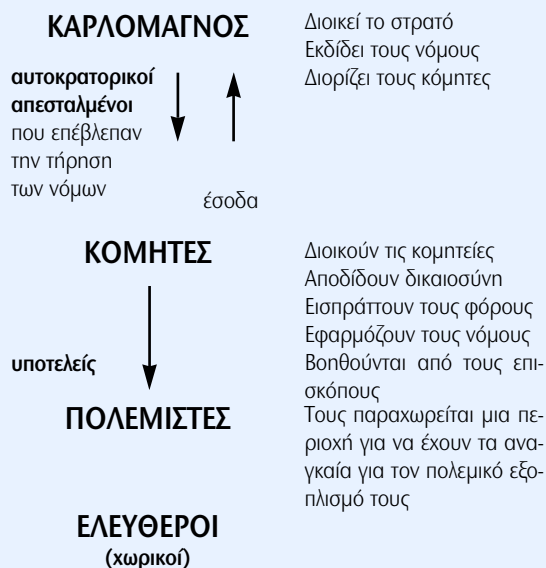 ΚΑΡΛΟΜΑΓΝΟΣ
Διοικεί το στρατό
Εκδίδει τους νόμους
Διορίζει τους κόμητες
αυτοκρατορικοί
απεσταλμένοι
που επέβλεπαν
την τήρηση
των νόμων
έσοδα
ΚΟΜΗΤΕΣ
Διοικούν τις κομητείες
Αποδίδουν δικαιοσύνη
Εισπράττουν τους φόρους
Εφαρμόζουν τους νόμους
Βοηθούνται από τους επι-
σκόπους
υποτελείς
ΠΟΛΕΜΙΣΤΕΣ
Τους παραχωρείται μια πε-
ριοχή για να έχουν τα ανα-
γκαία για τον πολεμικό εξο-
πλισμό τους
ΕΛΕΥΘΕΡΟΙ
(χωρικοί)